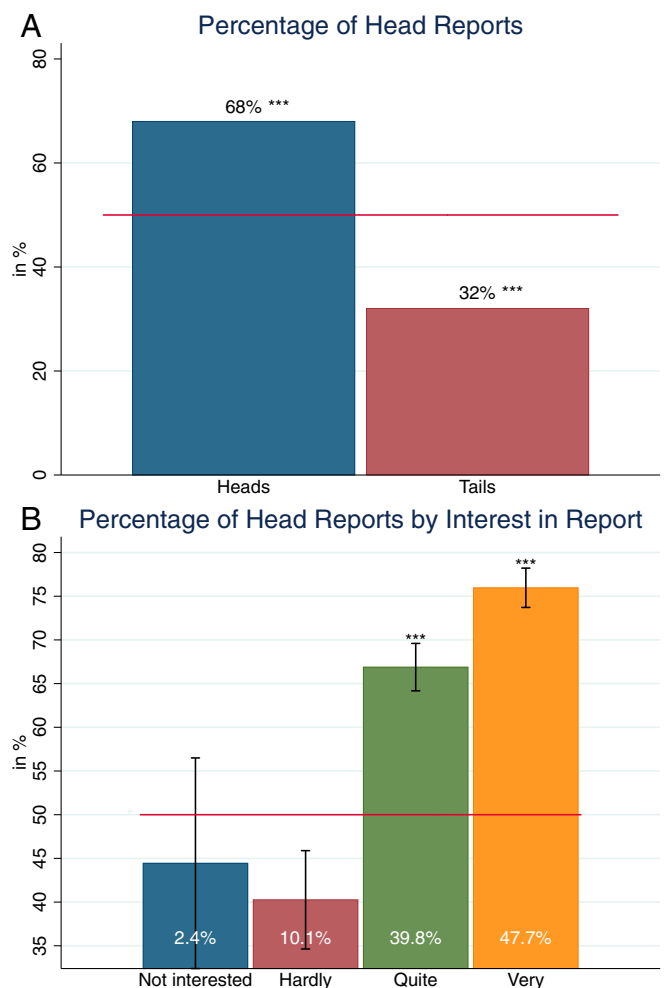 A
Percentage of Head Reports
80
60
40
20
0
in %
68% ***
32% ***
Heads
Tails
B
Percentage of Head Reports by Interest in Report
80
75
70
65
60
55
50
45
40
35
in %
***
***
2.4%
10.1%
39.8%
47.7%
Not interested
Hardly
Quite
Very